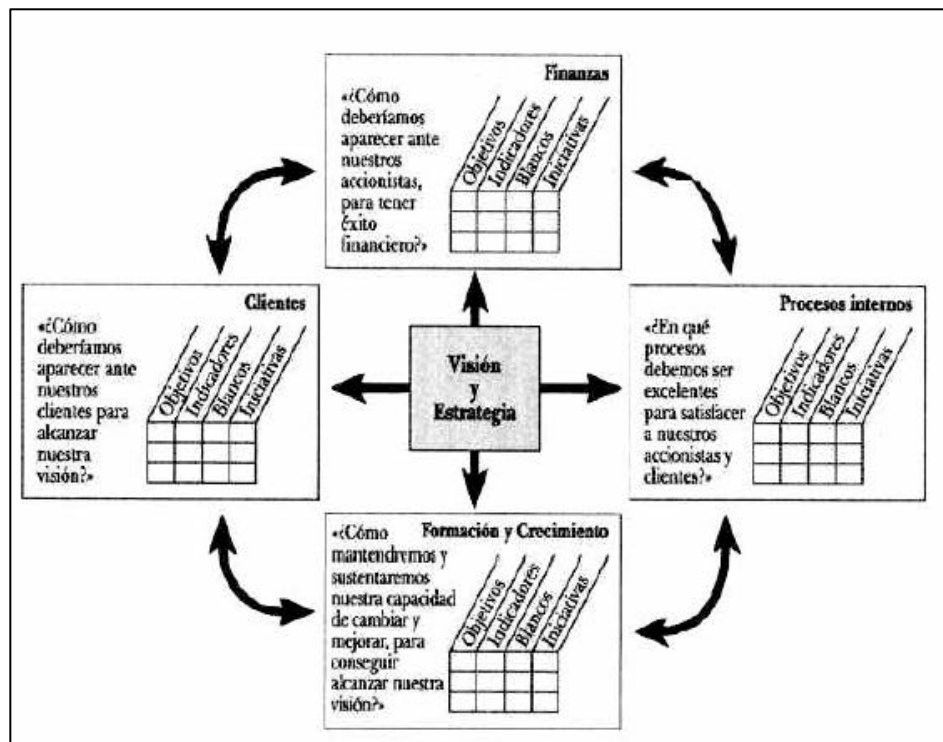 Finanzas
«¿Cómo
deberíamos
aparecer ante
nuestros
accionistas,
para tener
éxito
financiero?»
Objetivos
Indicadores
Blancos
Iniciativas
Clientes
«¿Cómo
deberíamos
aparecer ante
nuestros
clientes para
alcanzar
nuestra
visión?»
Objetivos
Indicadores
Blancos
Iniciativas
Visión
y
Estrategia
Procesos internos
«¿En qué
procesos
debemos ser
excelentes
para satisfacer
a nuestros
accionistas y
clientes?»
Objetivos
Indicadores
Blancos
Iniciativas
Formación y Crecimiento
«¿Cómo
mantendremos y
sustentaremos
nuestra capacidad
de cambiar y
mejorar, para
conseguir
alcanzar nuestra
visión?»
Objetivos
Indicadores
Blancos
Iniciativas